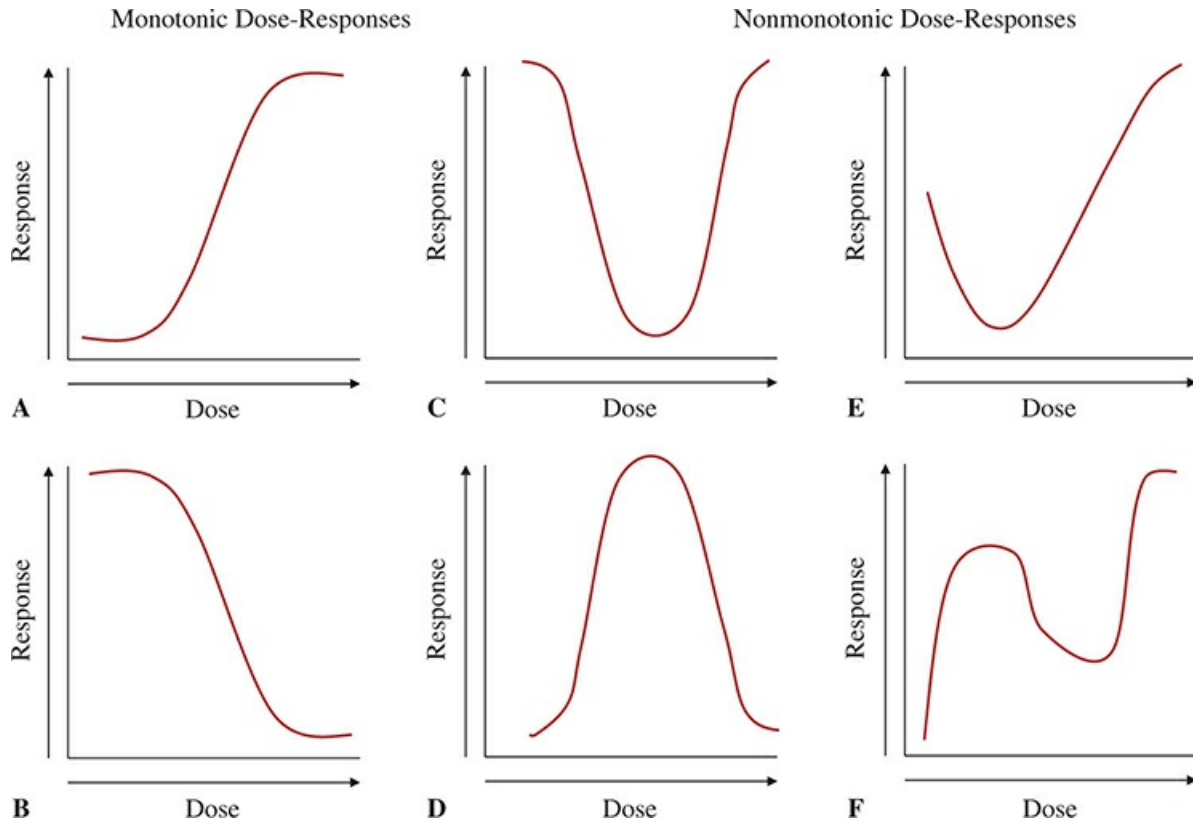 Monotonic Dose-Responses
Nonmonotonic Dose-Responses
Response
Response
Response
A Dose
C Dose
E Dose
Response
Response
Response
B Dose
D Dose
F Dose